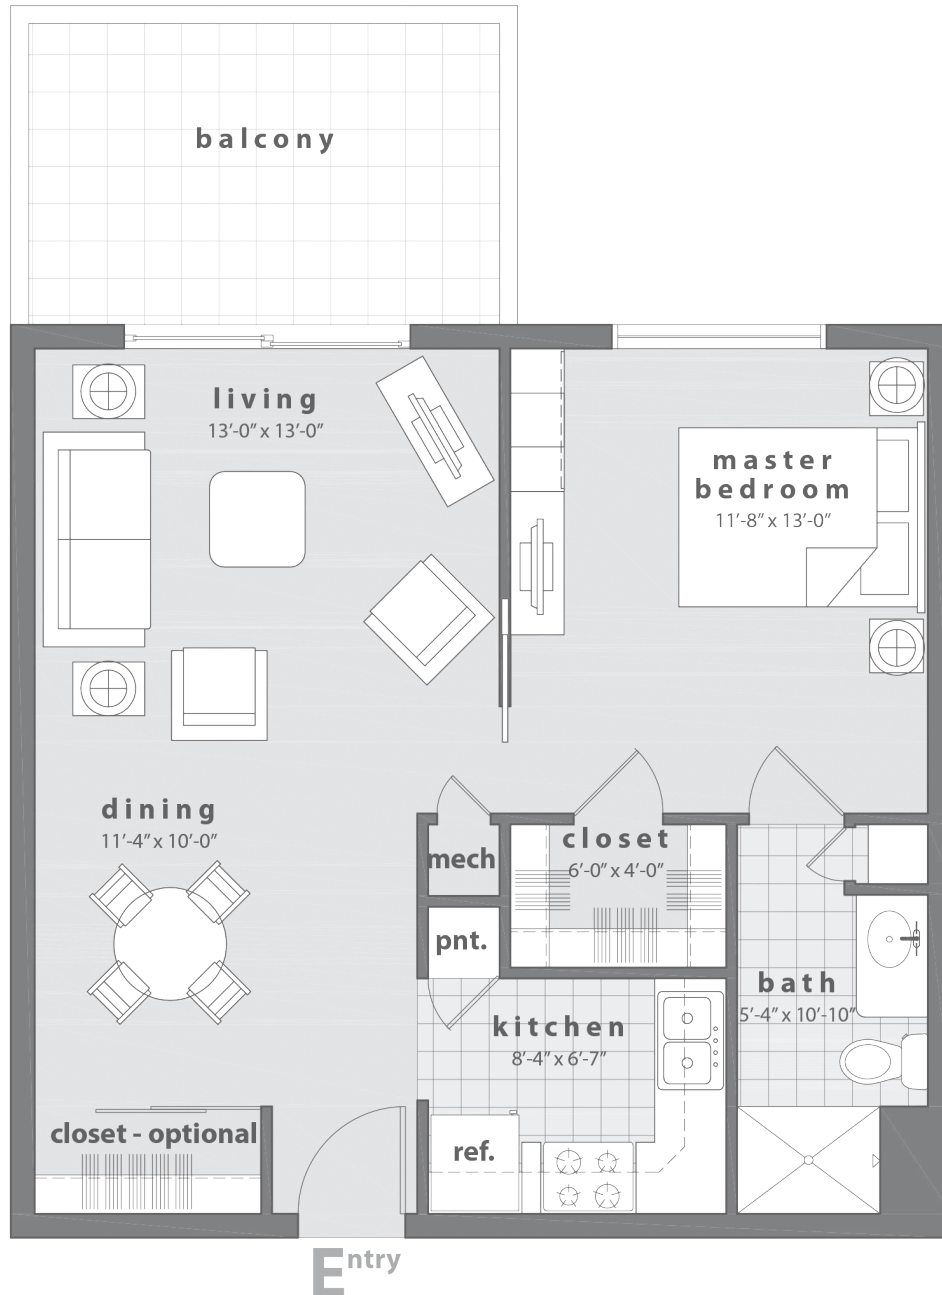 balcony
living
13’-0” x 13’-0”
master
bedroom
11’-8” x 13’-0”
dining
11’-4” x 10’-0”
mech
closet
6’-0” x 4’-0”
pnt.
kitchen
8’-4” x 6’-7”
bath
5’-4” x 10’-10”
closet - optional
ref.
Entry